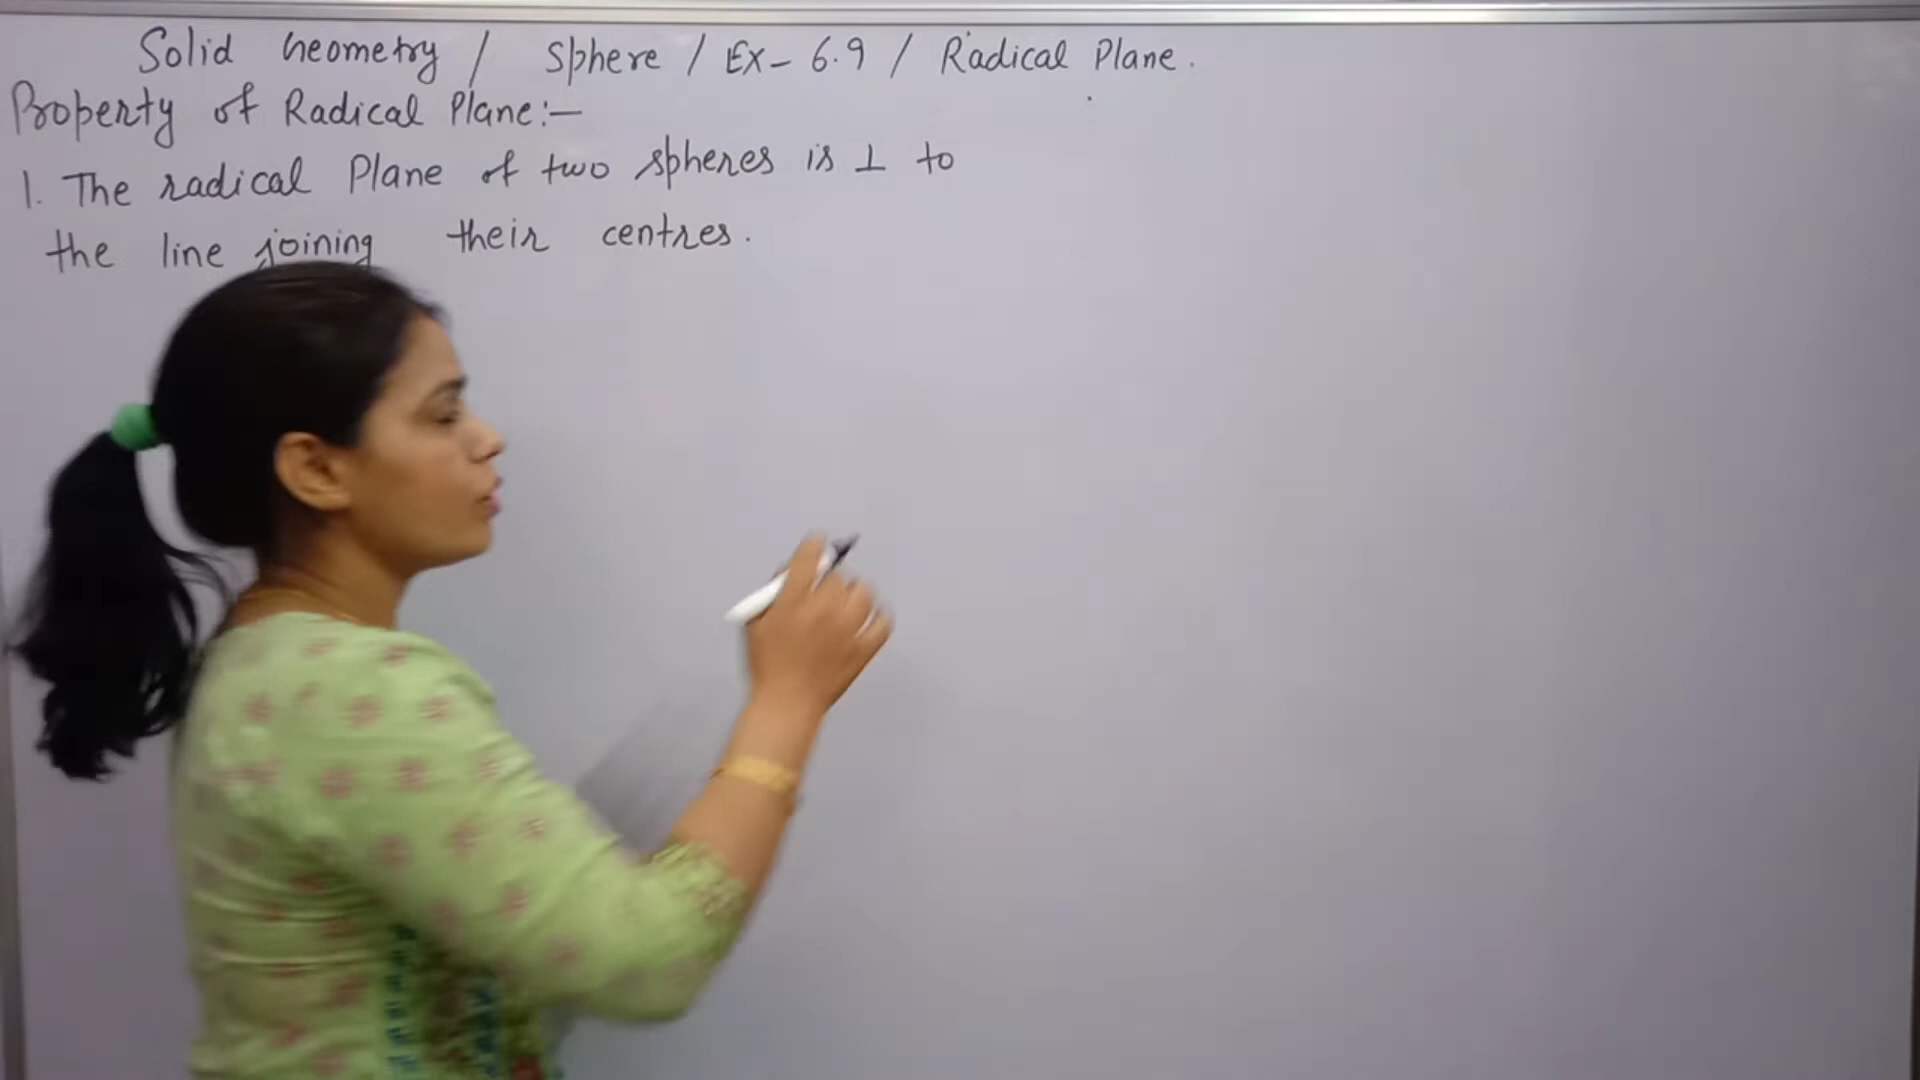 Solid Geometry / Sphere / Ex- 6.9 / Radical Plane.
Property of Radical Plane:-
1. The radical Plane of two spheres is ⊥ to
the line joining their centres.